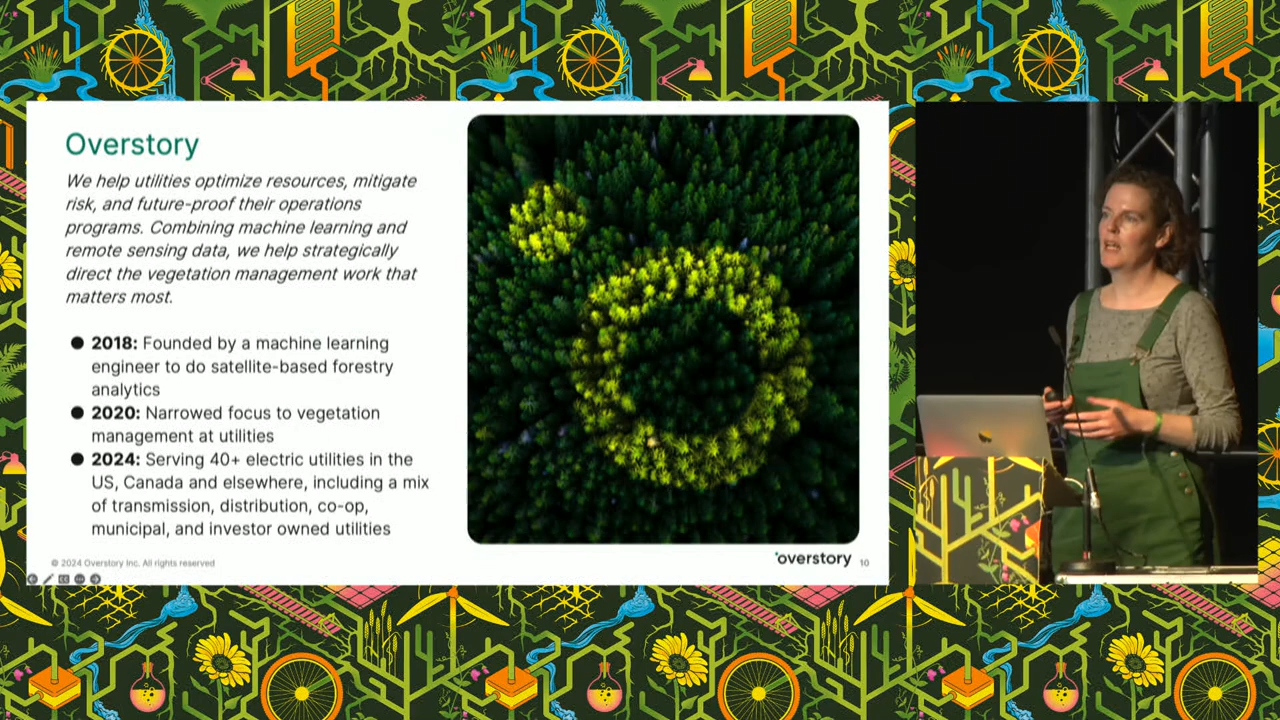 Overstory
We help utilities optimize resources, mitigate
risk, and future-proof their operations
programs. Combining machine learning and
remote sensing data, we help strategically
direct the vegetation management work that
matters most.
● 2018: Founded by a machine learning
engineer to do satellite-based forestry
analytics
● 2020: Narrowed focus to vegetation
management at utilities
● 2024: Serving 40+ electric utilities in the
US, Canada and elsewhere, including a mix
of transmission, distribution, co-op,
municipal, and investor owned utilities
© 2024 Overstory Inc. All rights reserved
overstory
10